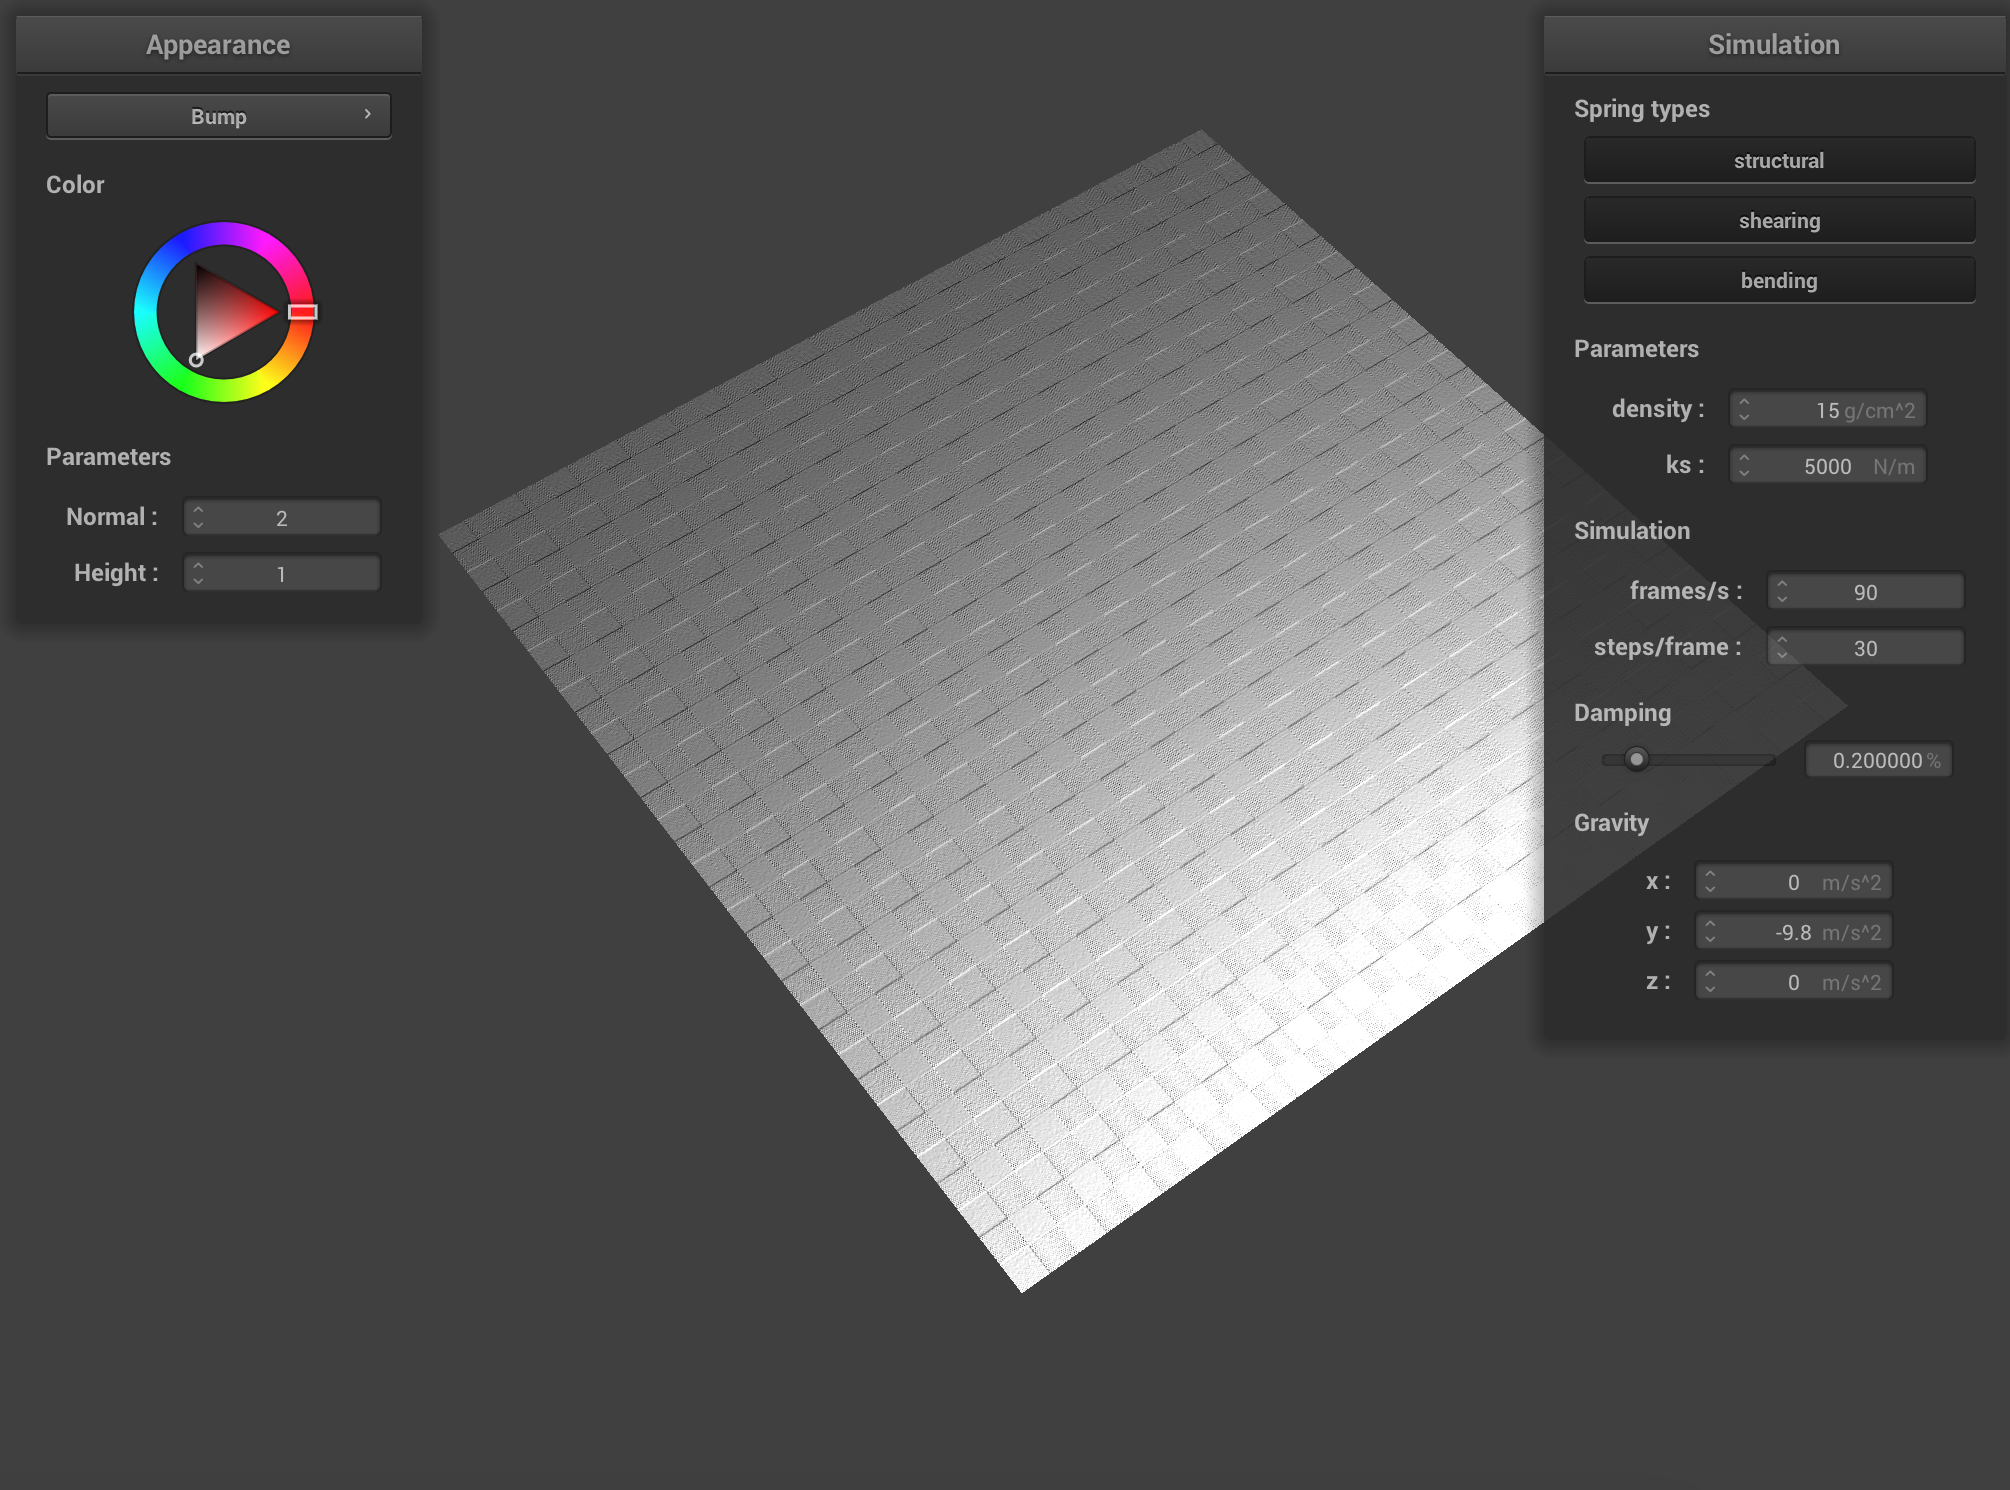 Appearance
Bump
Color
Parameters
Normal : 2
Height : 1
Simulation
Spring types
structural
shearing
bending
Parameters
density : 15 g/cm^2
ks : 5000 N/m
Simulation
frames/s : 90
steps/frame : 30
Damping
0.200000 %
Gravity
x : 0 m/s^2
y : -9.8 m/s^2
z : 0 m/s^2